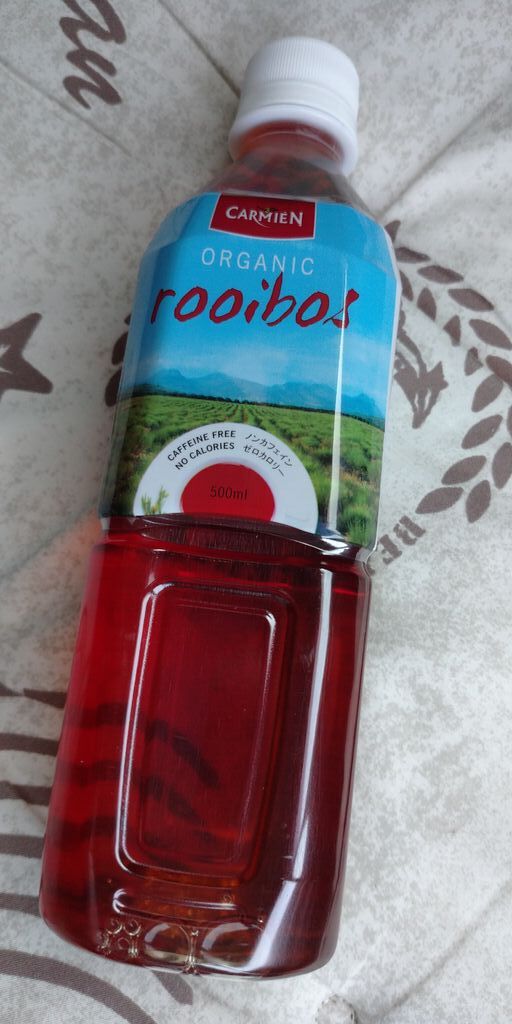 CARMIÉN
ORGANIC
rooibos
CAFFEINE FREE
NO CALORIES
ノンカフェイン
ゼロカロリー
500ml